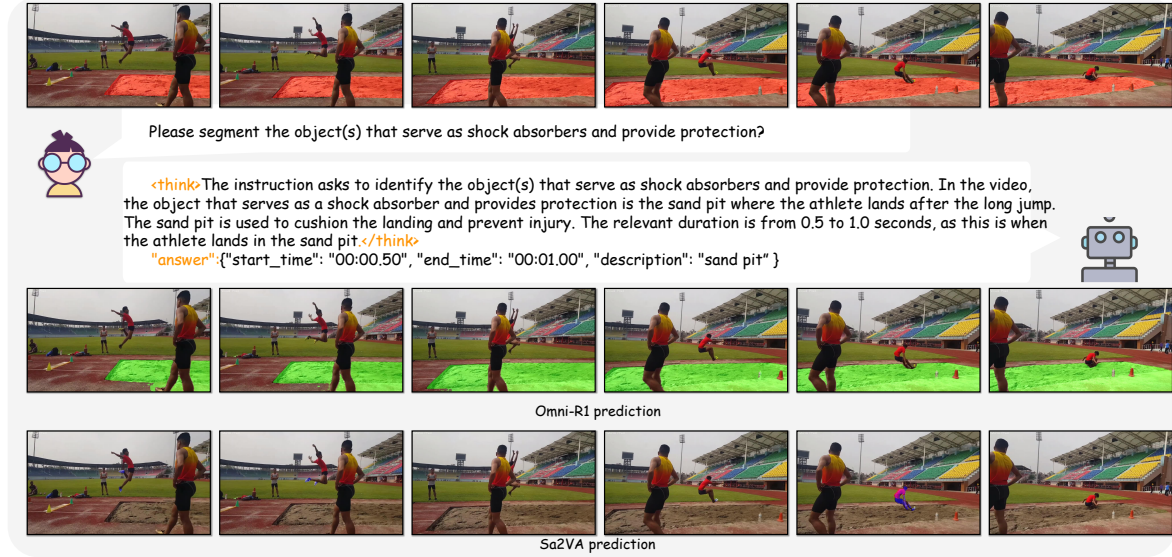 Please segment the object(s) that serve as shock absorbers and provide protection?
<think>The instruction asks to identify the object(s) that serve as shock absorbers and provide protection. In the video,
the object that serves as a shock absorber and provides protection is the sand pit where the athlete lands after the long jump.
The sand pit is used to cushion the landing and prevent injury. The relevant duration is from 0.5 to 1.0 seconds, as this is when
the athlete lands in the sand pit.</think>
"answer":{"start_time": "00:00.50", "end_time": "00:01.00", "description": "sand pit" }
Omni-R1 prediction
Sa2VA prediction